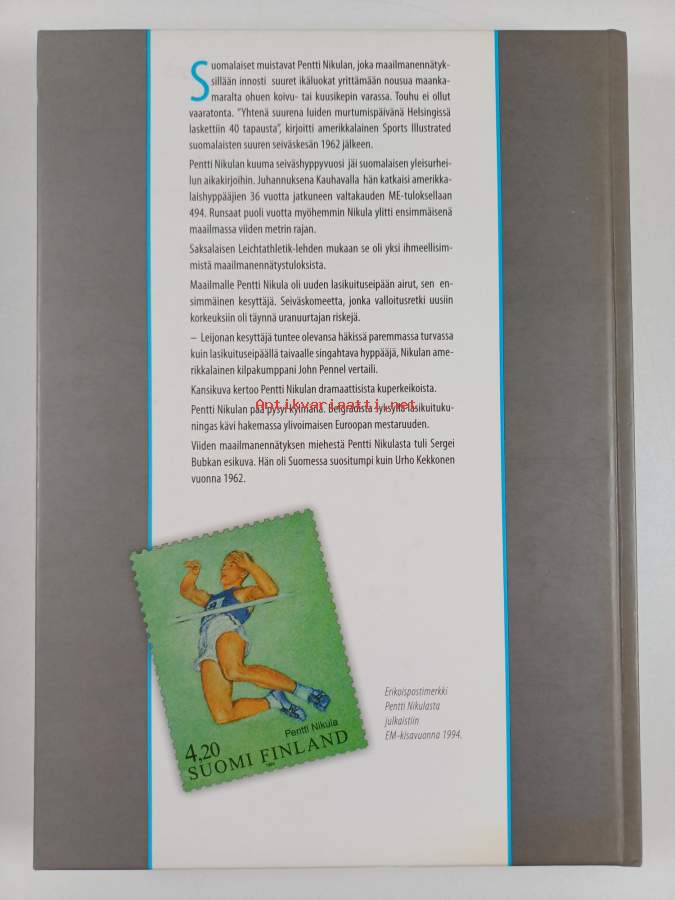 Suomalaiset muistavat Pentti Nikulan, joka maailmanennätyk-
sillään innosti suuret ikäluokat yrittämään nousua maanka-
maralta ohuen koivu- tai kuusikepin varassa. Touhu ei ollut
vaaratonta. ”Yhtenä suurena luiden murtumispäivänä Helsingissä
laskettiin 40 tapausta”, kirjoitti amerikkalainen Sports Illustrated
suomalaisten suuren seiväskesän 1962 jälkeen.
Pentti Nikulan kuuma seiväshyppyvuosi jäi suomalaisen yleisurhei-
lun aikakirjoihin. Juhannuksena Kauhavalla hän katkaisi amerikka-
laishyppääjien 36 vuotta jatkuneen valtakauden ME-tuloksellaan
494. Runsaat puoli vuotta myöhemmin Nikula ylitti ensimmäisenä
maailmassa viiden metrin rajan.
Saksalaisen Leichtathletik-lehden mukaan se oli yksi ihmeellisim-
mistä maailmanennätystuloksista.
Maailmalle Pentti Nikula oli uuden lasikuituseipään airut, sen en-
simmäinen kesyttäjä. Seiväskomeetta, jonka valloitusretki uusiin
korkeuksiin oli täynnä uranuurtajan riskejä.
– Leijonan kesyttäjä tuntee olevansa häkissä paremmassa turvassa
kuin lasikuituseipäällä taivaalle singahtava hyppääjä, Nikulan ame-
rikkalainen kilpakumppani John Pennel vertaili.
Kansikuva kertoo Pentti Nikulan dramaattisista kuperkeikoista.
Antikvariaatti.net
Pentti Nikulan pää pysyi kylmänä. Belgradista syksyllä lasikuituku-
ningas kävi hakemassa ylivoimaisen Euroopan mestaruuden.
Viiden maailmanennätyksen miehestä Pentti Nikulasta tuli Sergei
Bubkan esikuva. Hän oli Suomessa suositumpi kuin Urho Kekkonen
vuonna 1962.
Pentti Nikula
4,20
SUOMI FINLAND
Erikoispostimerkki
Pentti Nikulasta
julkaistiin
EM-kisavuonna 1994.